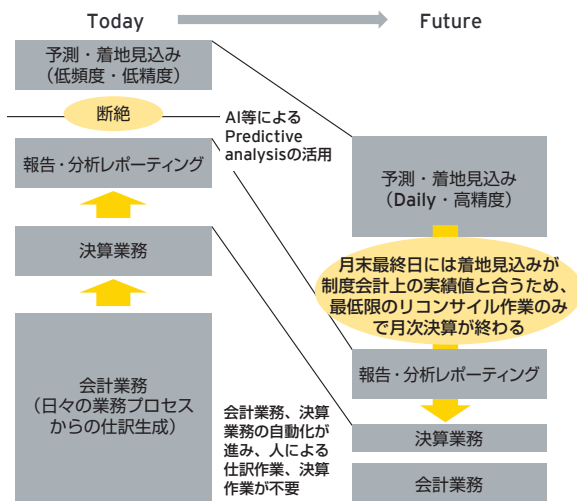 Today
Future
予測・着地見込み
(低頻度・低精度)
断絶
報告・分析レポーティング
決算業務
会計業務
(日々の業務プロセス
からの仕訳生成)
AI等による
Predictive
analysisの活用
会計業務、決算
業務の自動化が
進み、人による
仕訳作業、決算
作業が不要
予測・着地見込み
(Daily・高精度)
月末最終日には着地見込みが
制度会計上の実績値と合うため、
最低限のリコンサイル作業のみ
で月次決算が終わる
報告・分析レポーティング
決算業務
会計業務